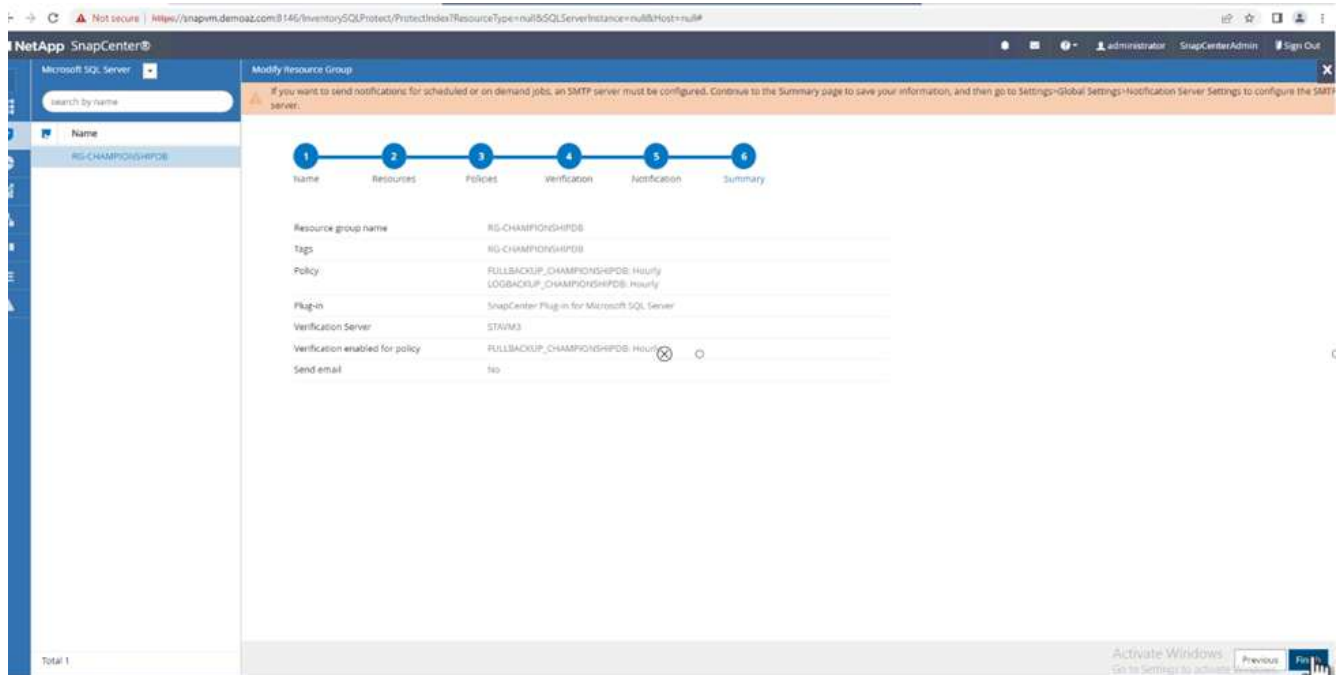 Not secure | https://snapvm.demoaz.com:8146/InventorySQLProtect/ProtectIndex?ResourceType=null&SQLServerInstance=null&Host=null#
NetApp SnapCenter®
administrator SnapCenterAdmin Sign Out
Microsoft SQL Server
search by name
Name
RG-CHAMPIONSHIPDB
Total 1
Modify Resource Group
If you want to send notifications for scheduled or on demand jobs, an SMTP server must be configured. Continue to the Summary page to save your information, and then go to Settings>Global Settings>Notification Server Settings to configure the SMTP
server.
1 2 3 4 5 6
Name Resources Policies Verification Notification Summary
Resource group name RG-CHAMPIONSHIPDB
Tags RG-CHAMPIONSHIPDB
Policy FULLBACKUP_CHAMPIONSHIPDB: Hourly
LOGBACKUP_CHAMPIONSHIPDB: Hourly
Plug-in SnapCenter Plug-in for Microsoft SQL Server
Verification Server STAVM3
Verification enabled for policy FULLBACKUP_CHAMPIONSHIPDB: Hourly
Send email No
Activate Windows
Go to Settings to activate
Previous